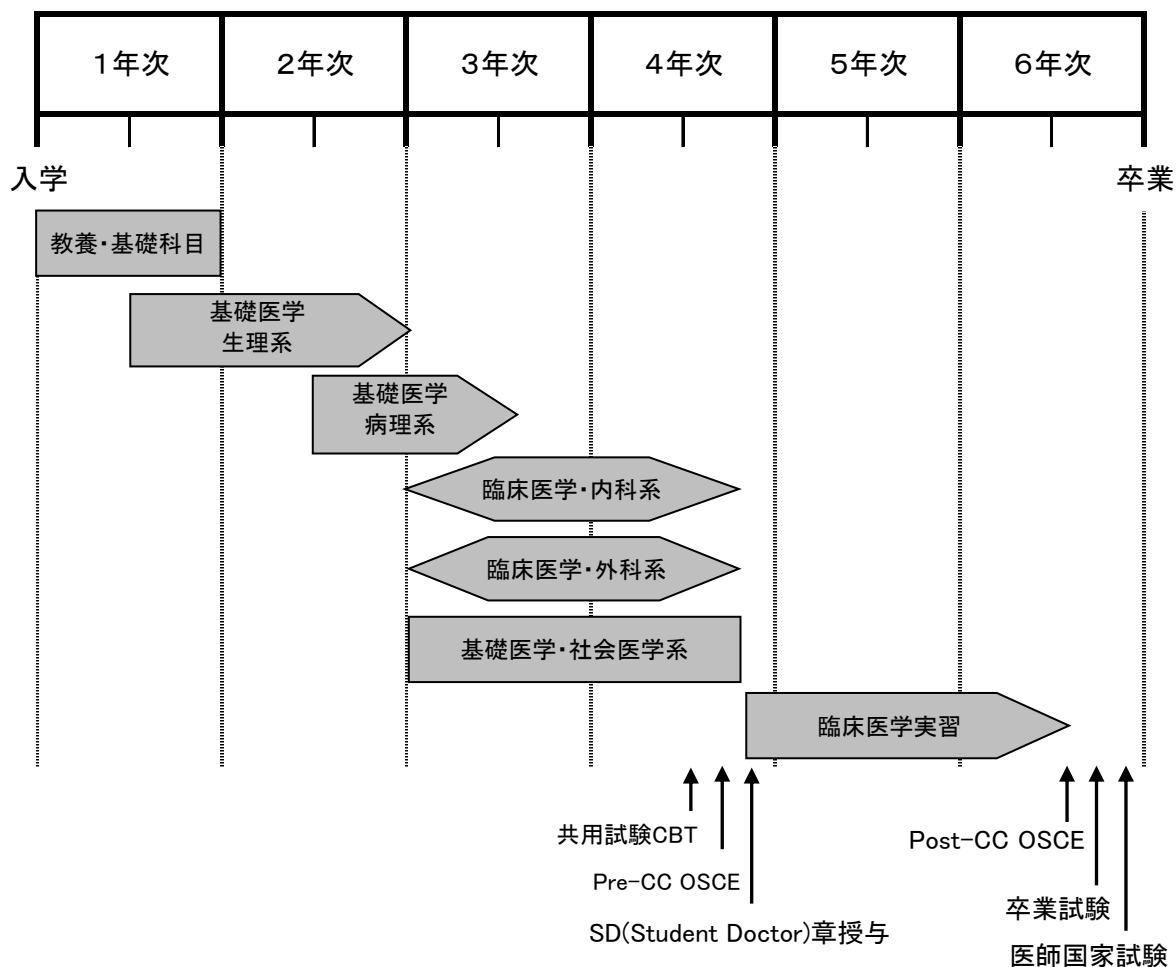 1年次 2年次 3年次 4年次 5年次 6年次
入学 卒業
教養・基礎科目
基礎医学
生理系
基礎医学
病理系
臨床医学・内科系
臨床医学・外科系
基礎医学・社会医学系
臨床医学実習
共用試験CBT
Pre-CC OSCE
SD(Student Doctor)章授与
Post-CC OSCE
卒業試験
医師国家試験